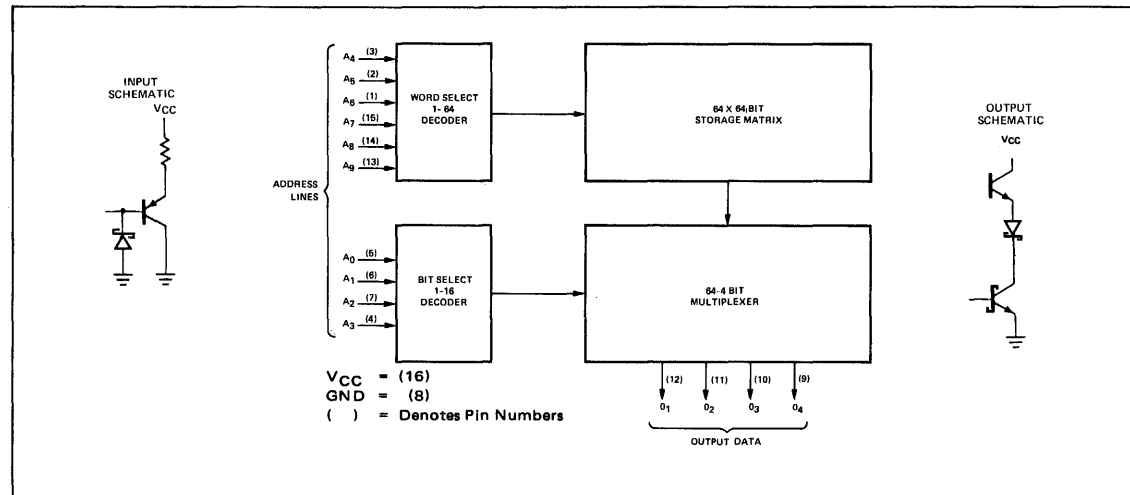 INPUT
SCHEMATIC
VCC
ADDRESS
LINES
A4 (3)
A5 (2)
A6 (1)
A7 (15)
A8 (14)
A9 (13)
WORD SELECT
1-64
DECODER
64 X 64 BIT
STORAGE MATRIX
A0 (5)
A1 (6)
A2 (7)
A3 (4)
BIT SELECT
1-16
DECODER
64-4 BIT
MULTIPLEXER
VCC = (16)
GND = (8)
( ) = Denotes Pin Numbers
(12) (11) (10) (9)
O1 O2 O3 O4
OUTPUT DATA
OUTPUT
SCHEMATIC
VCC